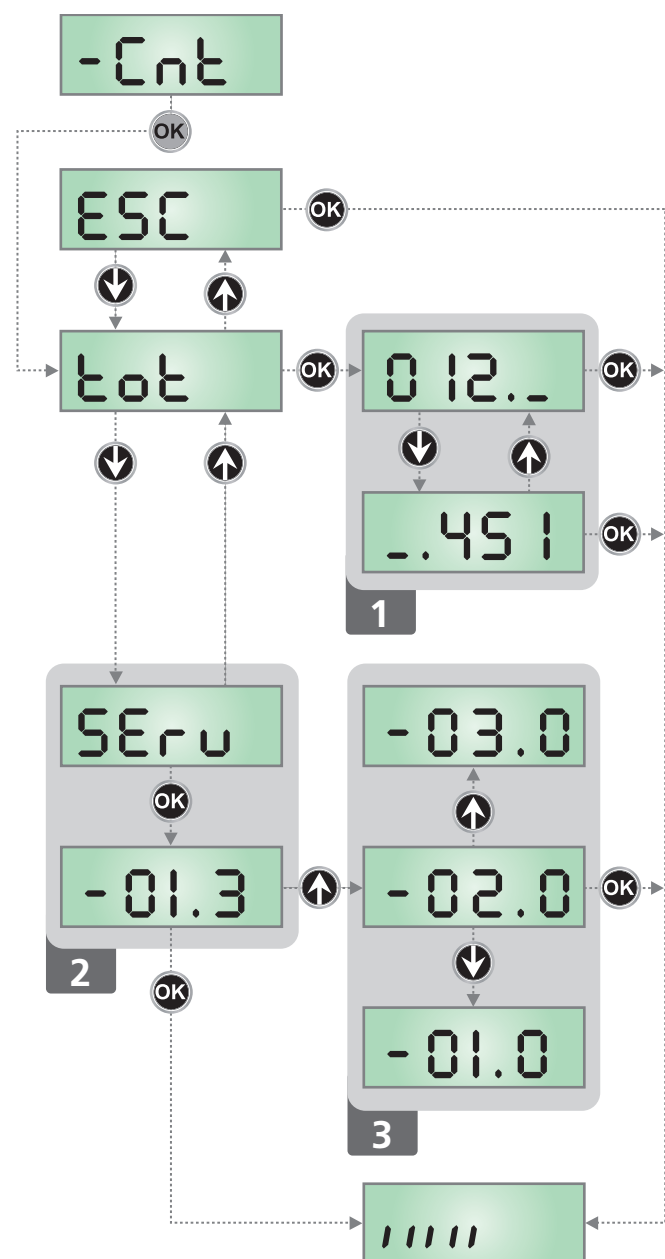 -Cnt
OK
ESC OK
tot OK 012._ OK
_.451 OK
1
SErv -03.0
OK
-01.3 -02.0 OK
2
OK
-01.0
3
/////